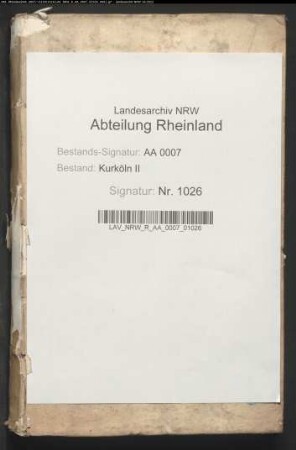 Landesarchiv NRW
Abteilung Rheinland
Bestands-Signatur: AA 0007
Bestand: Kurköln II
Signatur: Nr. 1026
LAV_NRW_R_AA_0007_01026